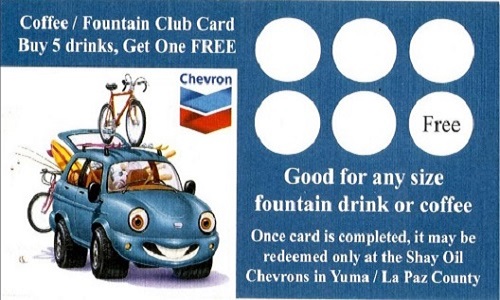 Coffee / Fountain Club Card
Buy 5 drinks, Get One FREE
Chevron
Free
Good for any size
fountain drink or coffee
Once card is completed, it may be
redeemed only at the Shay Oil
Chevrons in Yuma / La Paz County